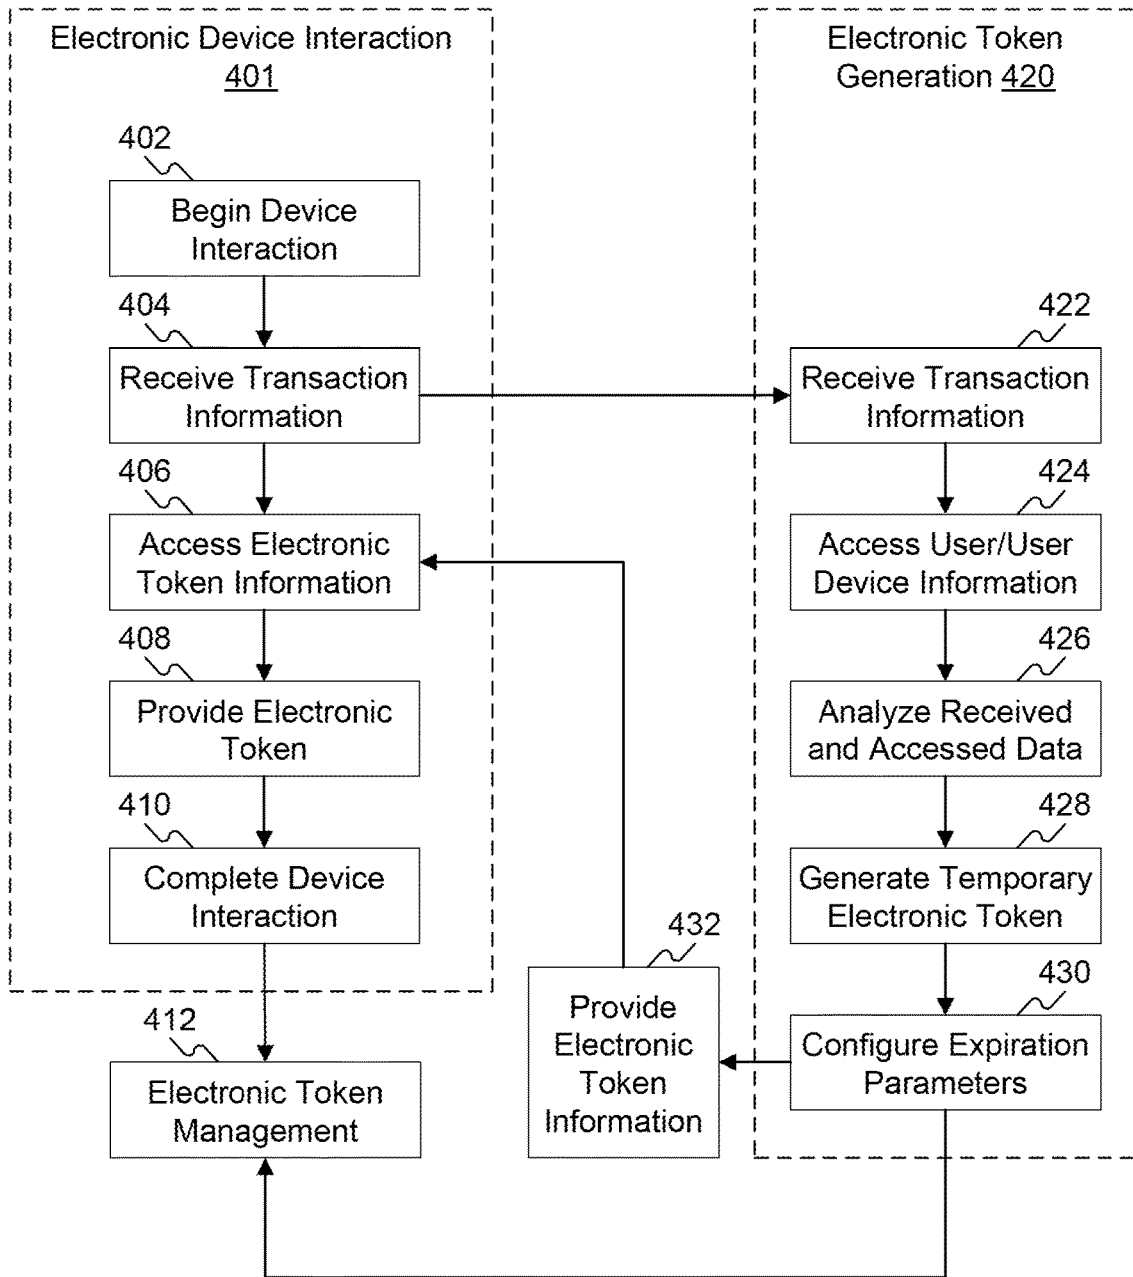 Electronic Device Interaction
401
402
Begin Device
Interaction
404
Receive Transaction
Information
406
Access Electronic
Token Information
408
Provide Electronic
Token
410
Complete Device
Interaction
412
Electronic Token
Management
Electronic Token
Generation 420
422
Receive Transaction
Information
424
Access User/User
Device Information
426
Analyze Received
and Accessed Data
428
Generate Temporary
Electronic Token
430
Configure Expiration
Parameters
432
Provide
Electronic
Token
Information